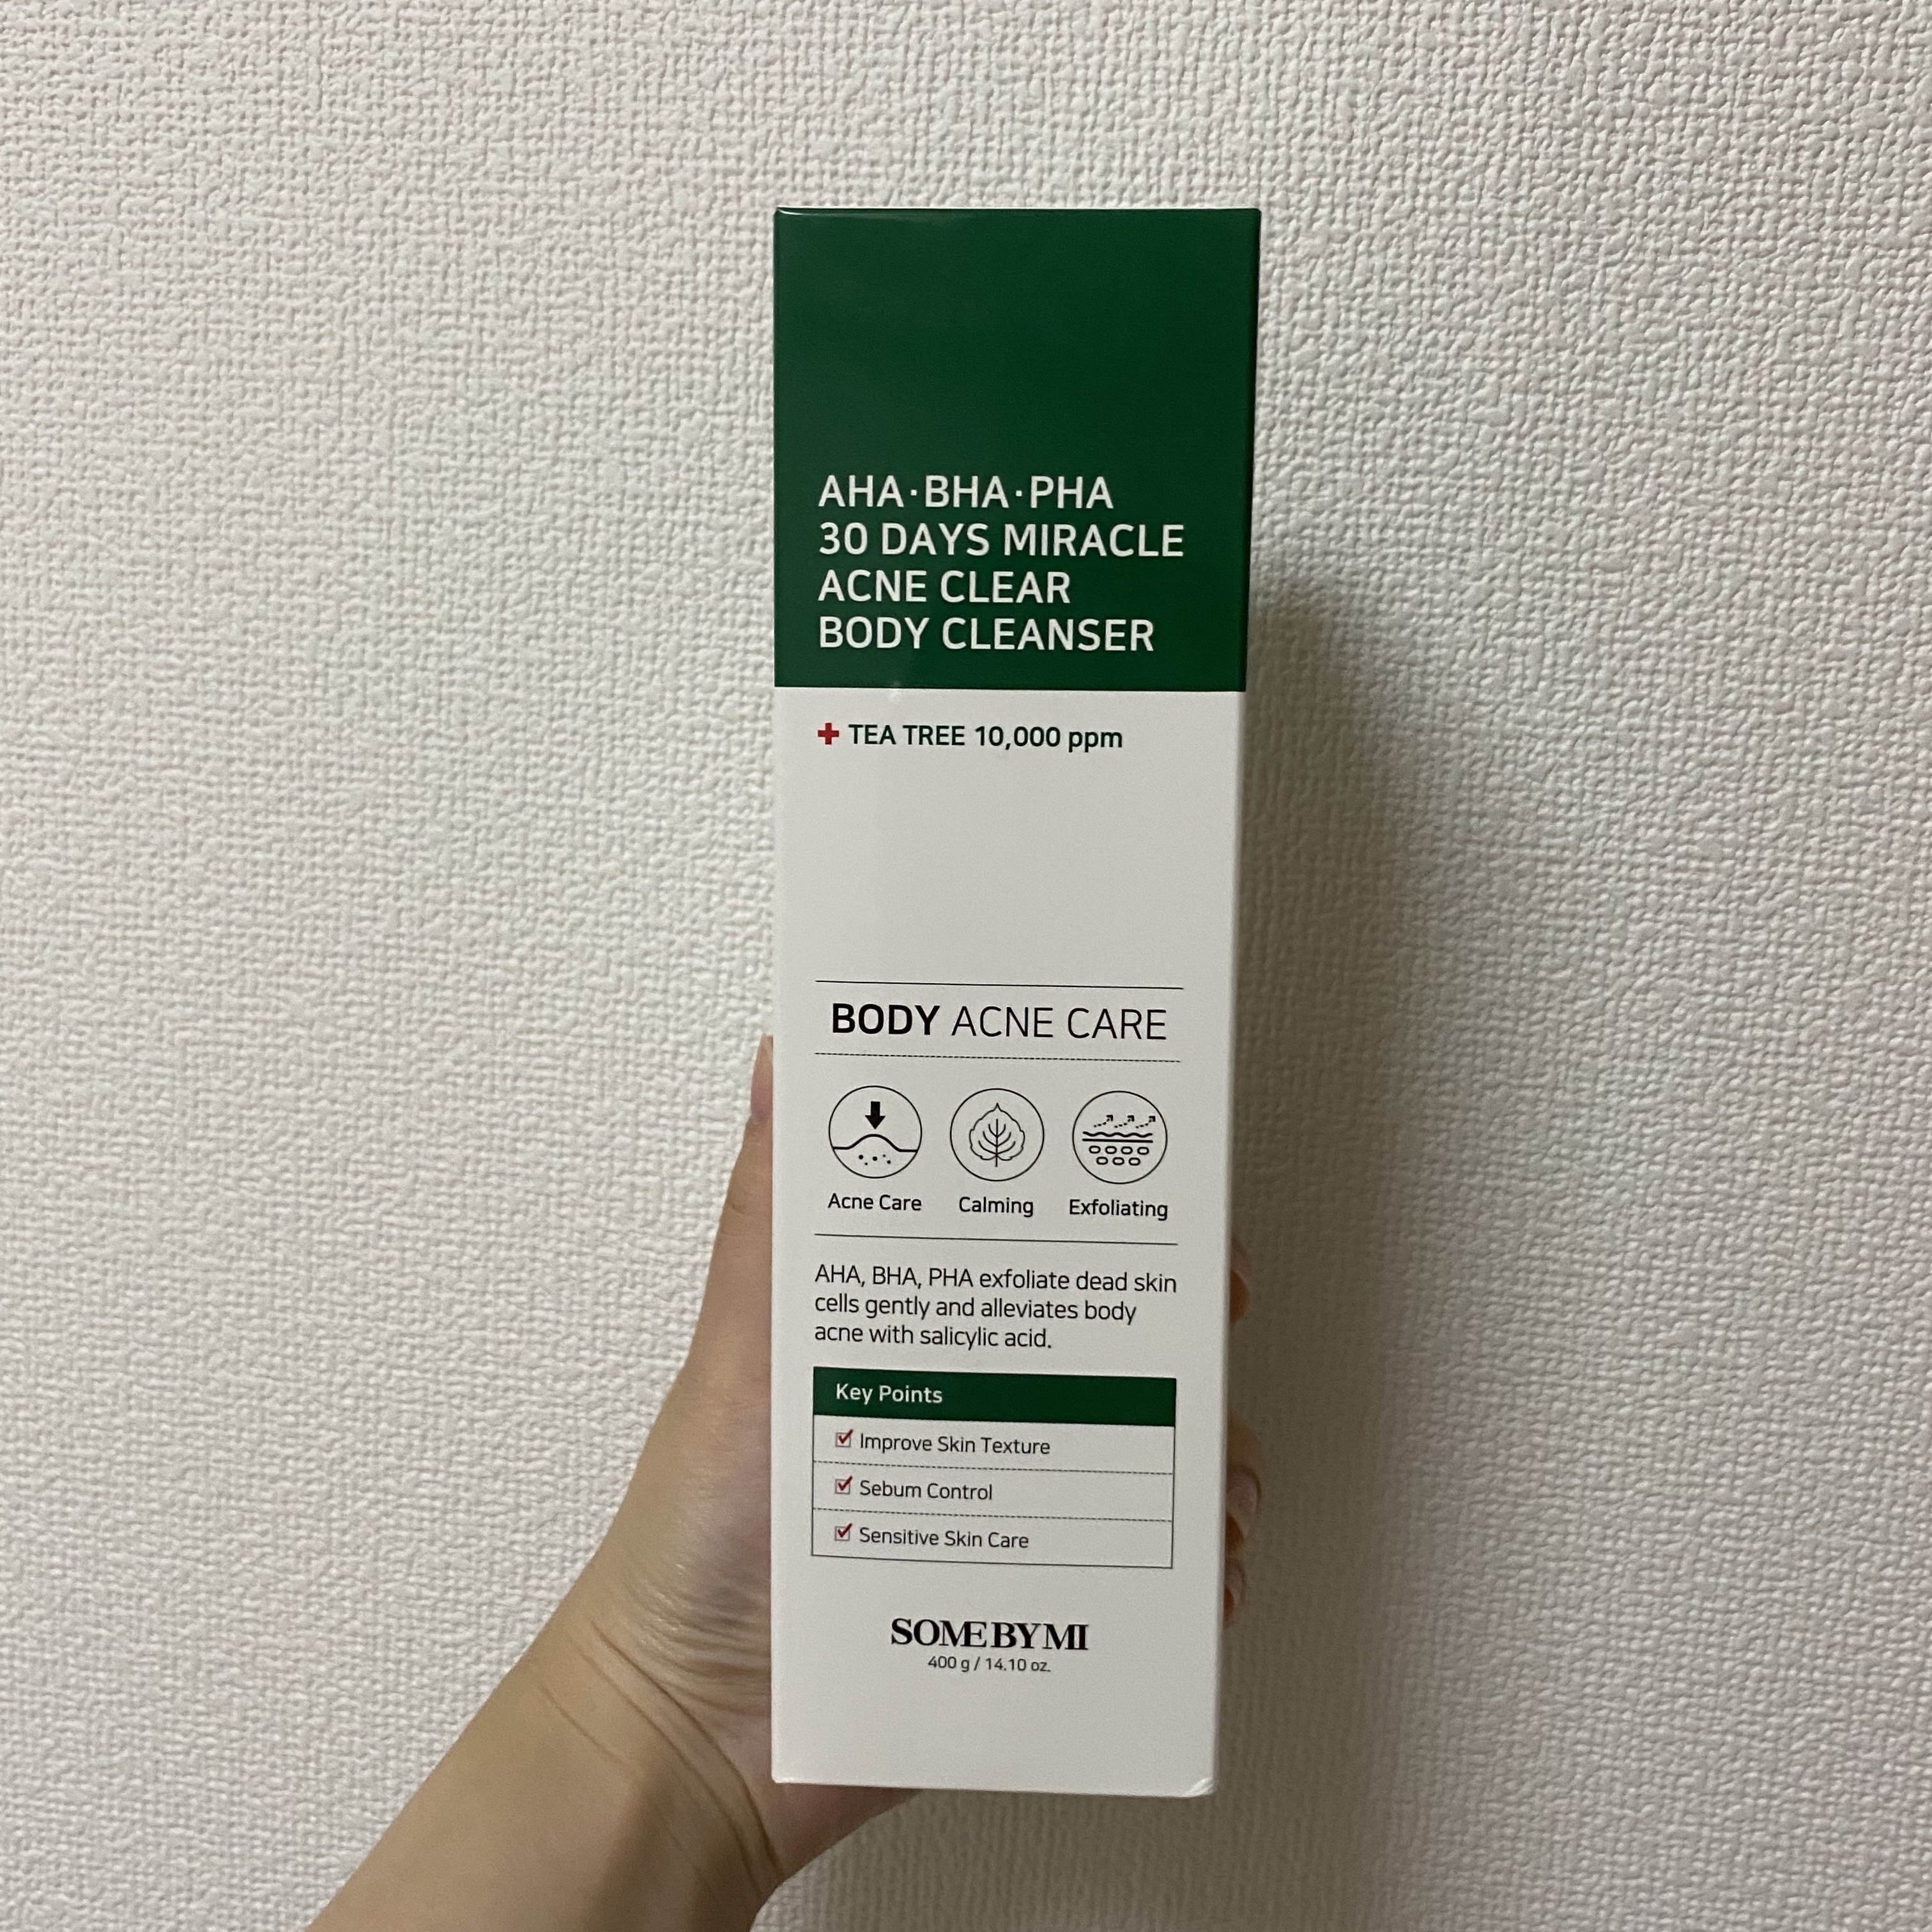 AHA·BHA·PHA
30 DAYS MIRACLE
ACNE CLEAR
BODY CLEANSER
TEA TREE 10,000 ppm
BODY ACNE CARE
Acne Care Calming Exfoliating
AHA, BHA, PHA exfoliate dead skin
cells gently and alleviates body
acne with salicylic acid.
Key Points
Improve Skin Texture
Sebum Control
Sensitive Skin Care
SOME BY MI
400 g / 14.10 oz.